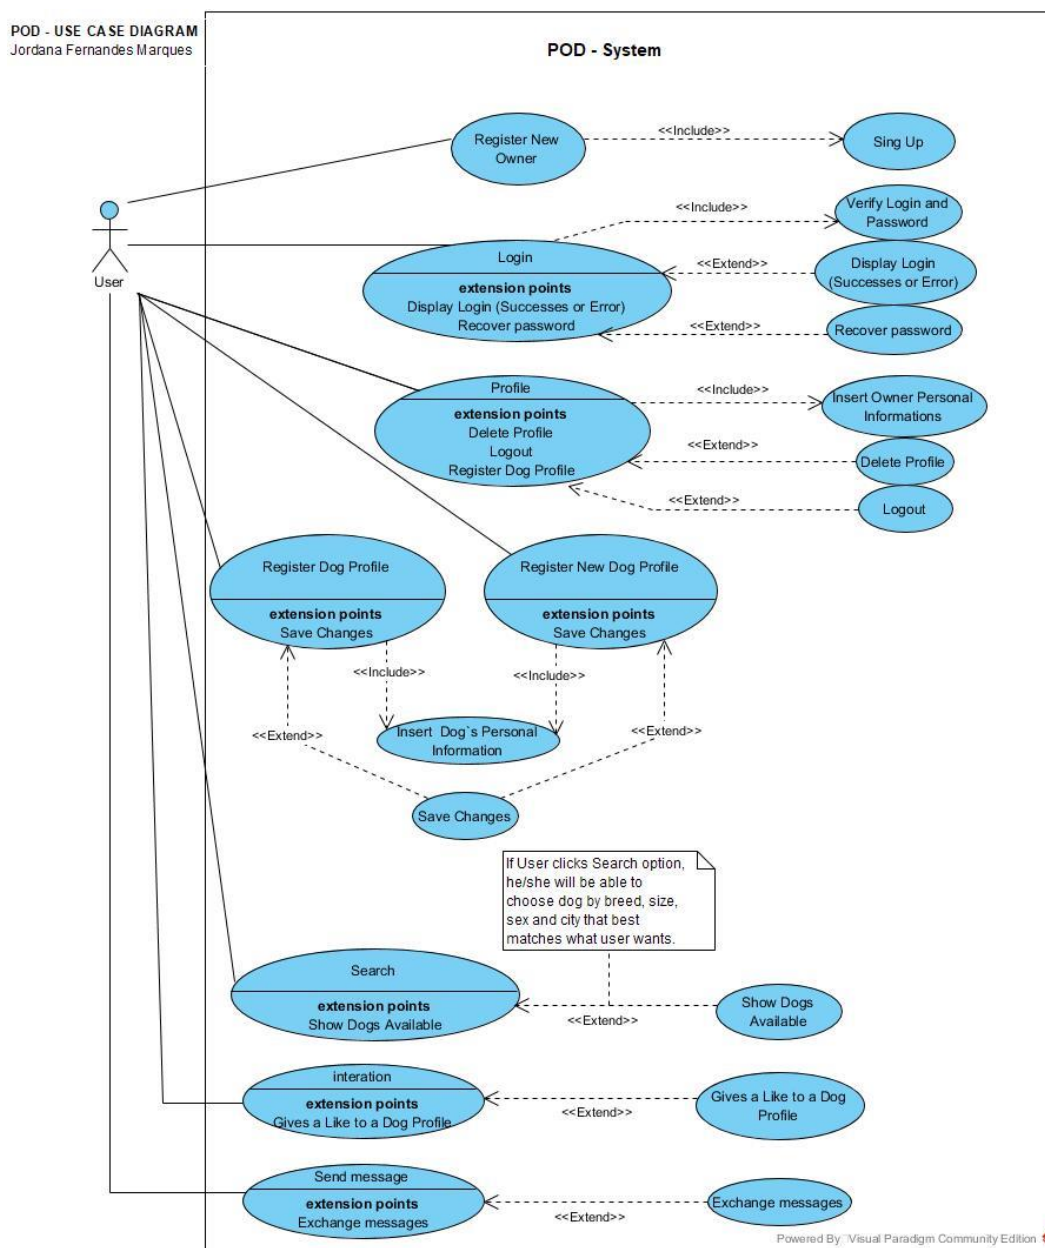 POD - USE CASE DIAGRAM
Jordana Fernandes Marques
POD - System
Register New
Owner
<<Include>>
Sing Up
User
Verify Login and
Password
<<Include>>
Login
extension points
Display Login (Successes or Error)
Recover password
<<Extend>>
Display Login
(Successes or Error)
<<Extend>>
Recover password
Profile
extension points
Delete Profile
Logout
Register Dog Profile
<<Include>>
Insert Owner Personal
Informations
<<Extend>>
Delete Profile
<<Extend>>
Logout
Register Dog Profile
extension points
Save Changes
Register New Dog Profile
extension points
Save Changes
<<Include>>
<<Include>>
<<Extend>>
Insert Dog`s Personal
Information
<<Extend>>
Save Changes
If User clicks Search option,
he/she will be able to
choose dog by breed, size,
sex and city that best
matches what user wants.
Search
extension points
Show Dogs Available
<<Extend>>
Show Dogs
Available
interation
extension points
Gives a Like to a Dog Profile
<<Extend>>
Gives a Like to a Dog
Profile
Send message
extension points
Exchange messages
<<Extend>>
Exchange messages
Powered By Visual Paradigm Community Edition